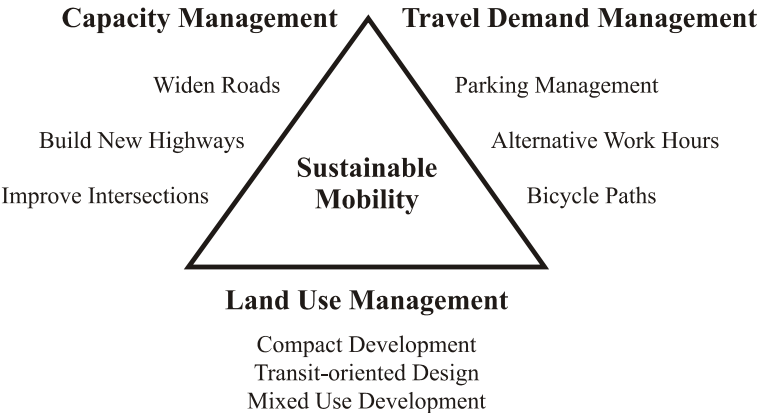 Capacity Management
Travel Demand Management
Widen Roads
Parking Management
Build New Highways
Alternative Work Hours
Sustainable
Mobility
Improve Intersections
Bicycle Paths
Land Use Management
Compact Development
Transit-oriented Design
Mixed Use Development